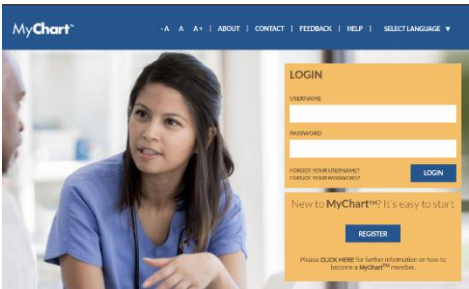 MyChart™
-A A A+ | ABOUT | CONTACT | FEEDBACK | HELP | SELECT LANGUAGE ▼
LOGIN
USERNAME
PASSWORD
FORGOT YOUR USERNAME?
FORGOT YOUR PASSWORD?
LOGIN
New to MyChart™? It's easy to start
REGISTER
Please CLICK HERE for further information on how to
become a MyChart™ member.